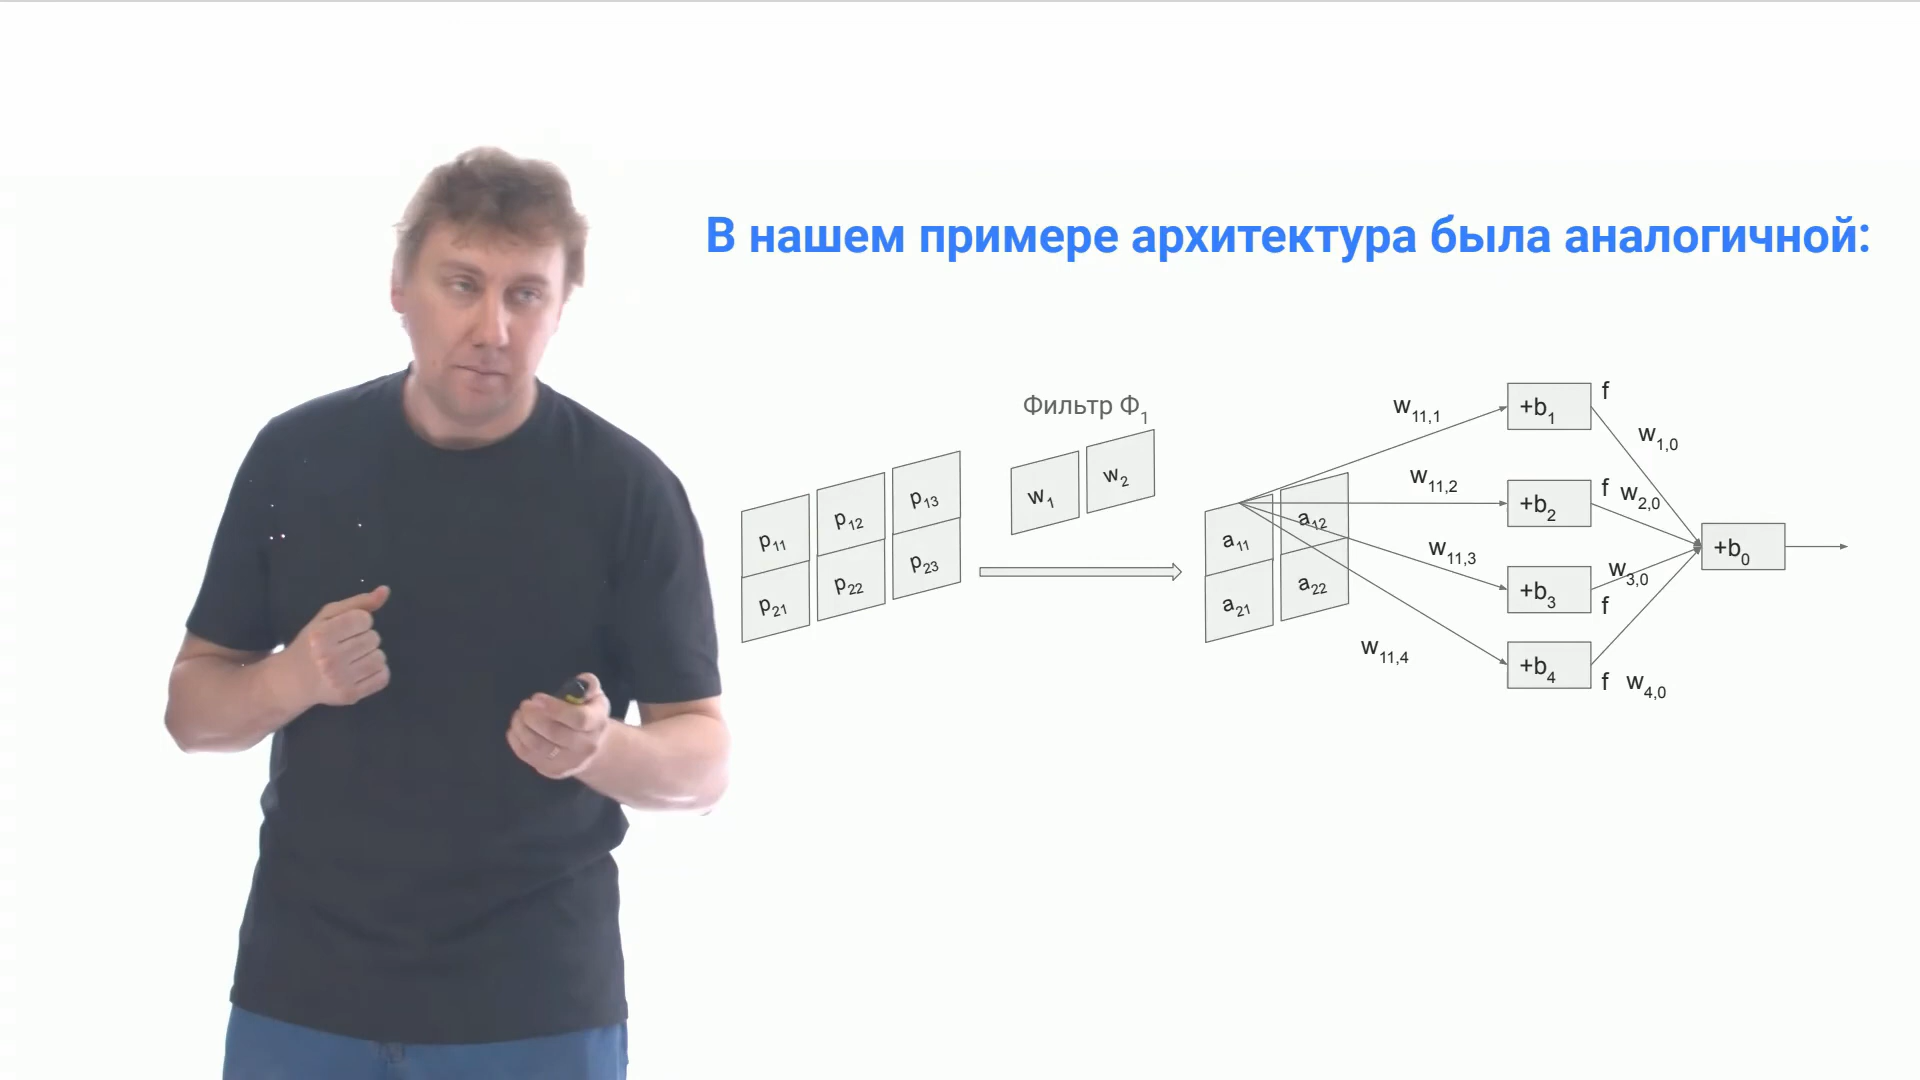 В нашем примере архитектура была аналогичной:
Фильтр Ф₁
p₁₁ p₁₂ p₁₃
p₂₁ p₂₂ p₂₃
w₁ w₂
a₁₁ a₁₂
a₂₁ a₂₂
w₁₁,₁
w₁₁,₂
w₁₁,₃
w₁₁,₄
+b₁ f
w₁,₀
+b₂ f w₂,₀
+b₃ w₃,₀
f
+b₄
f w₄,₀
+b₀